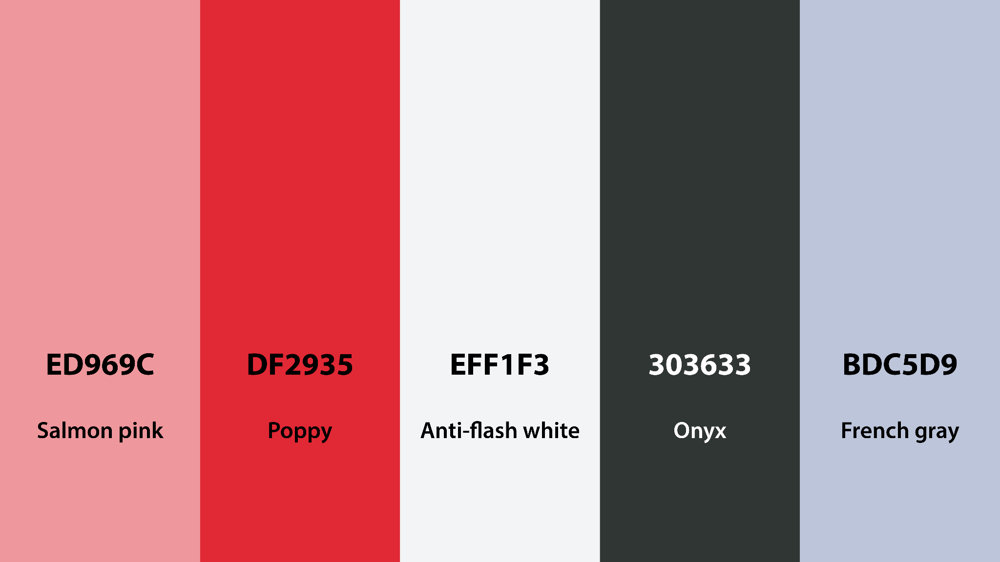 ED969C
Salmon pink
DF2935
Poppy
EFF1F3
Anti-flash white
303633
Onyx
BDC5D9
French gray